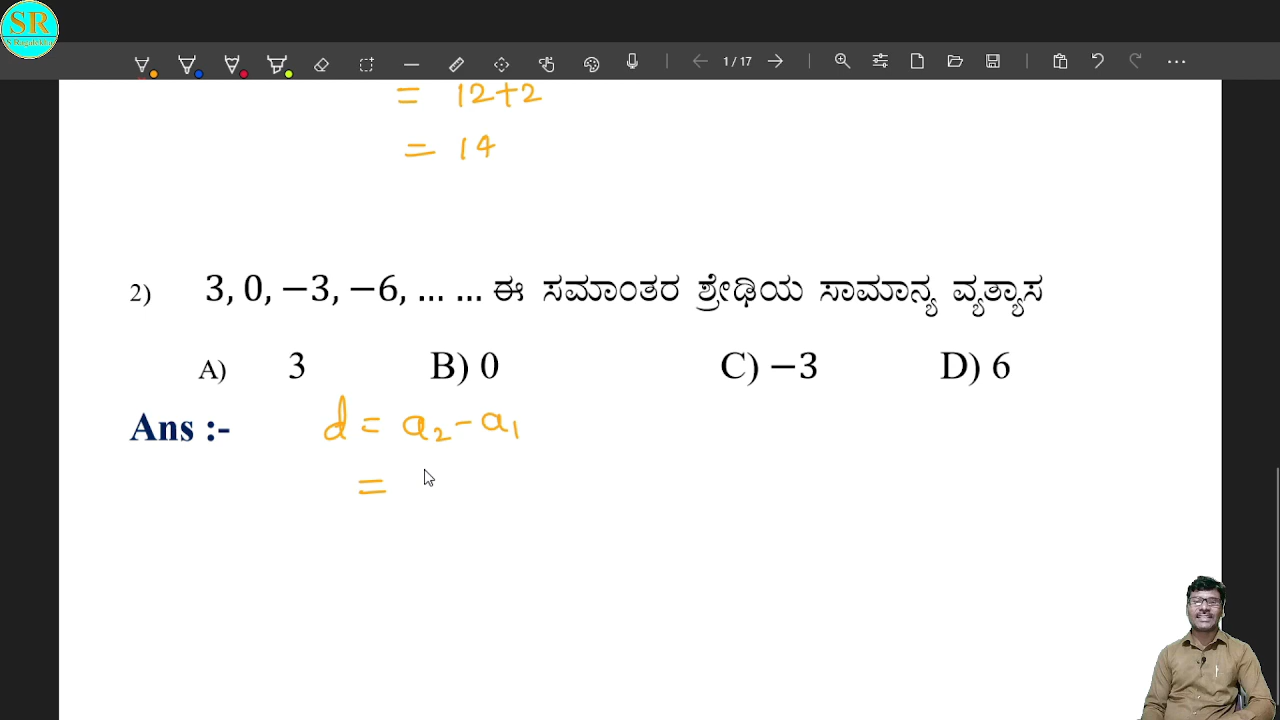 SR
1 / 17
= 12+2
= 14
2) 3, 0, −3, −6, ... ... ಈ ಸಮಾಂತರ ಶ್ರೇಢಿಯ ಸಾಮಾನ್ಯ ವ್ಯತ್ಯಾಸ
A) 3 B) 0 C) −3 D) 6
Ans :- d = a₂ − a₁
=